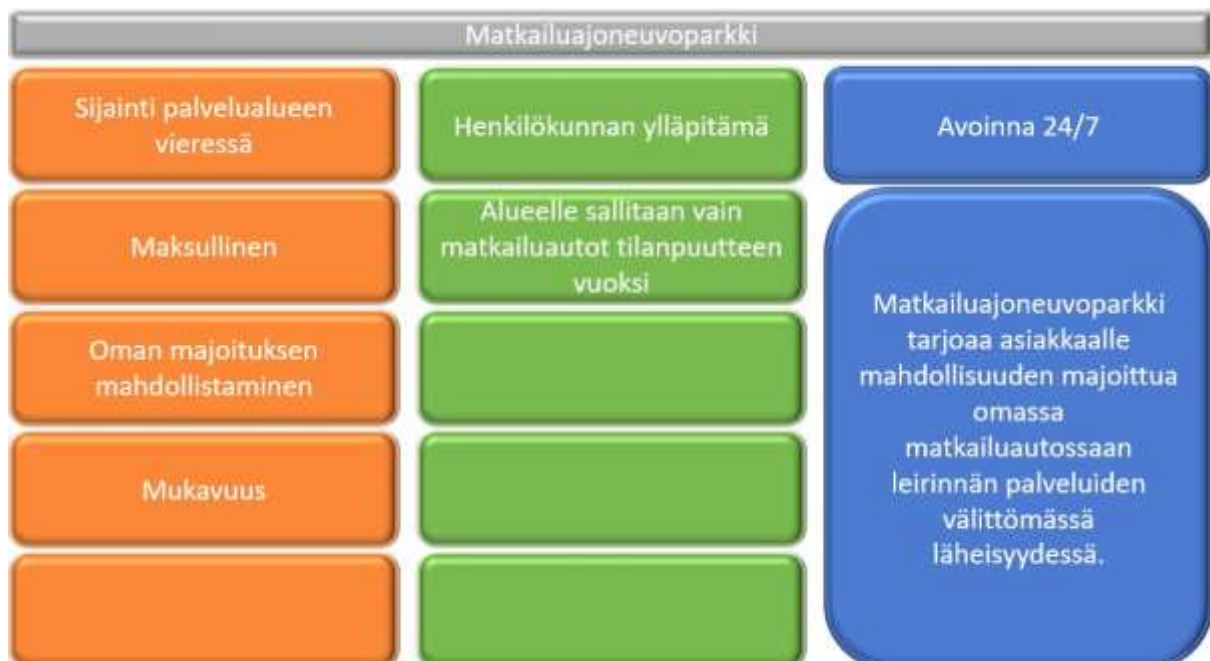 Matkailuajoneuvoparkki
Sijainti palvelualueen
vieressä
Maksullinen
Oman majoituksen
mahdollistaminen
Mukavuus
Henkilökunnan ylläpitämä
Alueelle sallitaan vain
matkailuautot tilanpuutteen
vuoksi
Avoinna 24/7
Matkailuajoneuvoparkki
tarjoaa asiakkaalle
mahdollisuuden majoittua
omassa
matkailuautossaan
leirinnän palveluiden
välittömässä
läheisyydessä.